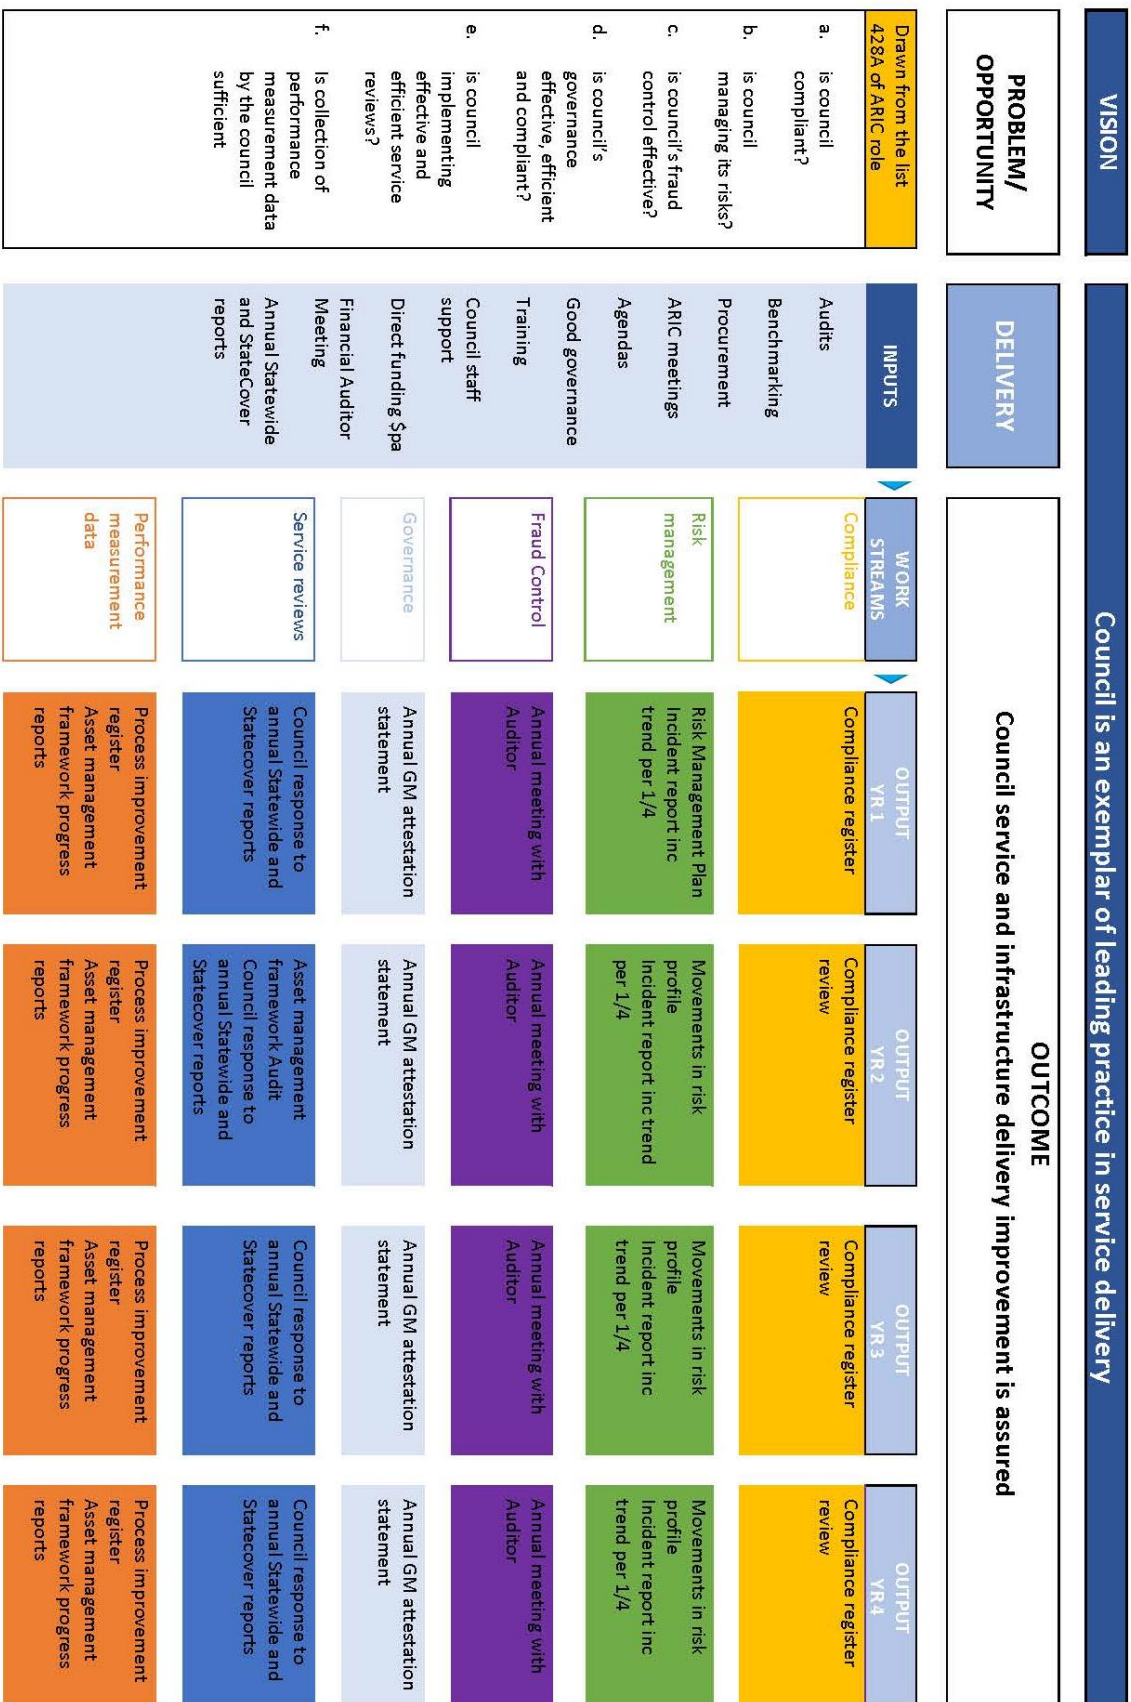 VISION
Council is an exemplar of leading practice in service delivery
PROBLEM/
OPPORTUNITY
DELIVERY
OUTCOME
Council service and infrastructure delivery improvement is assured
Drawn from the list
428A of ARIC role
INPUTS
WORK
STREAMS
OUTPUT
YR1
OUTPUT
YR2
OUTPUT
YR3
OUTPUT
YR4
a. is council
compliant?
b. is council
managing its risks?
c. is council's fraud
control effective?
d. is council's
governance
effective, efficient
and compliant?
e. is council
implementing
effective and
efficient service
reviews?
f. Is collection of
performance
measurement data
by the council
sufficient
Audits
Benchmarking
Procurement
ARIC meetings
Agendas
Good governance
Training
Council staff
support
Direct funding $pa
Financial Auditor
Meeting
Annual Statewide
and StateCover
reports
Compliance
Compliance register
Compliance register
review
Compliance register
review
Compliance register
review
Risk
management
Risk Management Plan
Incident report inc
trend per 1/4
Movements in risk
profile
Incident report inc trend
per 1/4
Movements in risk
profile
Incident report inc
trend per 1/4
Movements in risk
profile
Incident report inc
trend per 1/4
Fraud Control
Annual meeting with
Auditor
Annual meeting with
Auditor
Annual meeting with
Auditor
Annual meeting with
Auditor
Governance
Annual GM attestation
statement
Annual GM attestation
statement
Annual GM attestation
statement
Annual GM attestation
statement
Service reviews
Council response to
annual Statewide and
Statecover reports
Asset management
framework Audit
Council response to
annual Statewide and
Statecover reports
Council response to
annual Statewide and
Statecover reports
Council response to
annual Statewide and
Statecover reports
Performance
measurement
data
Process improvement
register
Asset management
framework progress
reports
Process improvement
register
Asset management
framework progress
reports
Process improvement
register
Asset management
framework progress
reports
Process improvement
register
Asset management
framework progress
reports